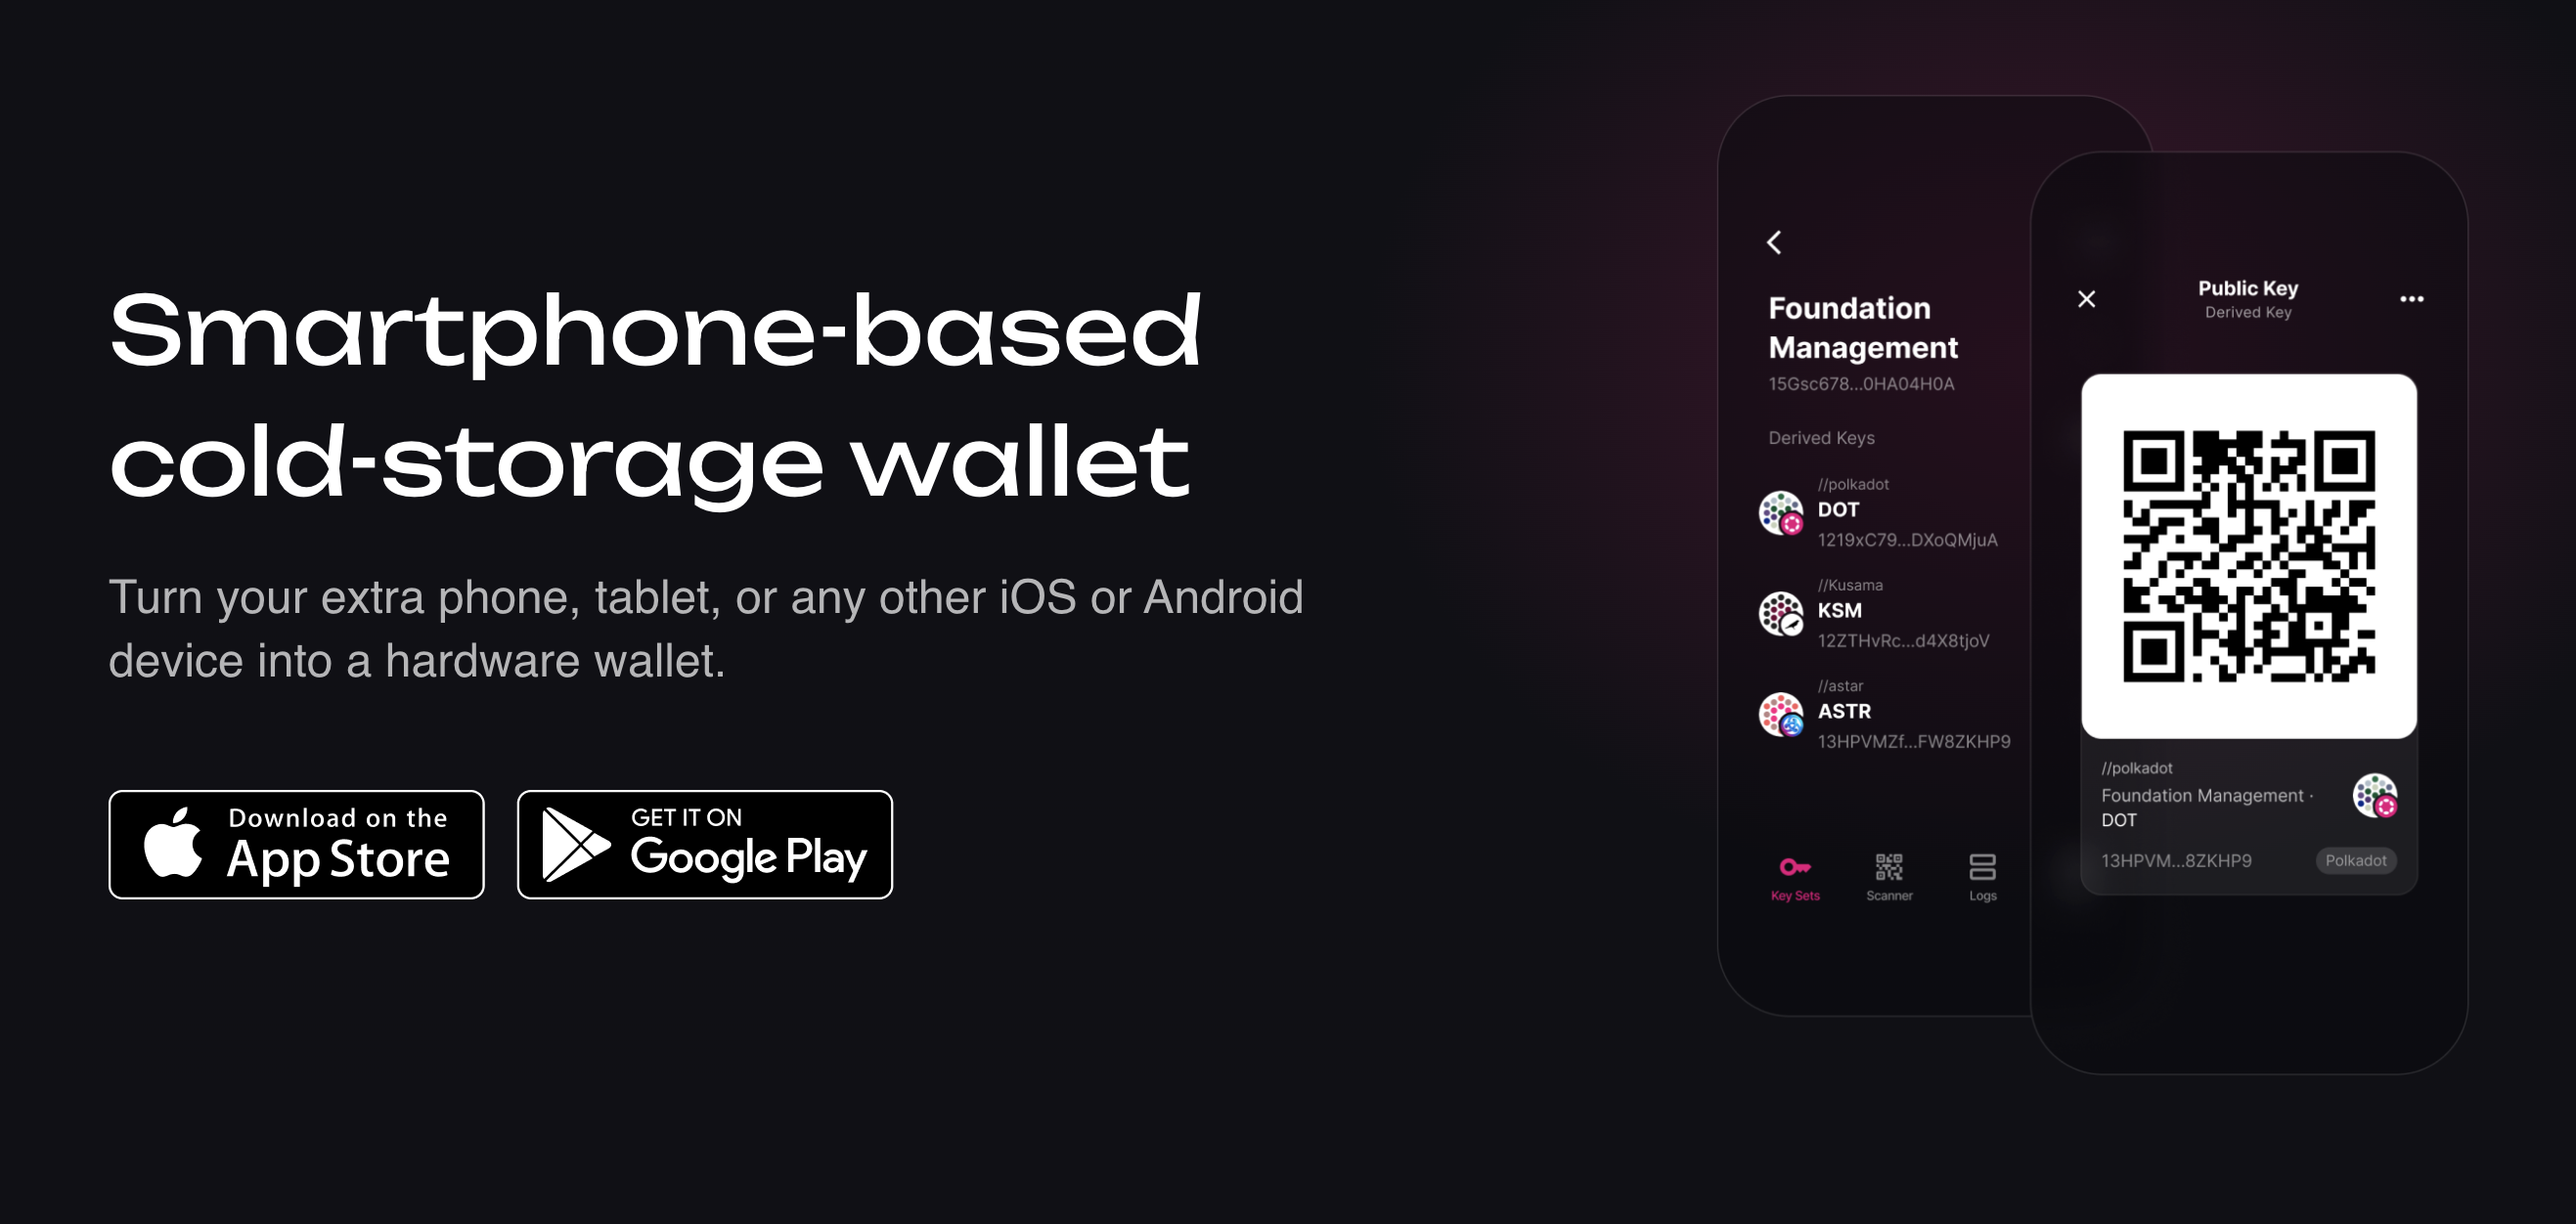 Smartphone-based
cold-storage wallet
Turn your extra phone, tablet, or any other iOS or Android
device into a hardware wallet.
Download on the
App Store
GET IT ON
Google Play
Foundation
Management
15Gsc678...0HA04H0A
Derived Keys
//polkadot
DOT
1219xC79...DXoQMjuA
//Kusama
KSM
12ZTHvRc...d4X8tjoV
//astar
ASTR
13HPVMZf...FW8ZKHP9
Key Sets
Scanner
Logs
Public Key
Derived Key
//polkadot
Foundation Management ·
DOT
13HPVM...8ZKHP9
Polkadot